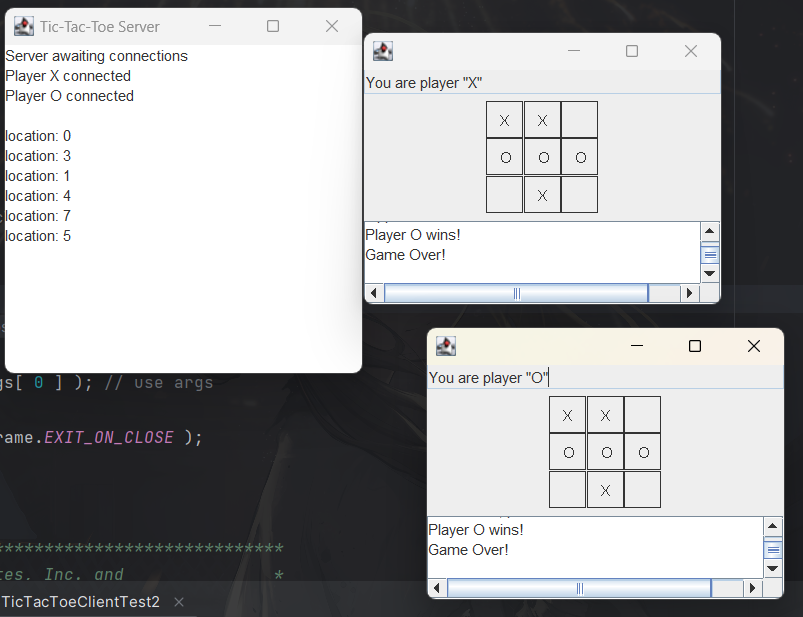 Tic-Tac-Toe Server
Server awaiting connections
Player X connected
Player O connected
location: 0
location: 3
location: 1
location: 4
location: 7
location: 5
You are player "X"
X X
O O O
X
Player O wins!
Game Over!
You are player "O"
X X
O O O
X
Player O wins!
Game Over!
gs[ 0 ] ); // use args
rame.EXIT_ON_CLOSE );
*****************************
tes, Inc. and *
TicTacToeClientTest2